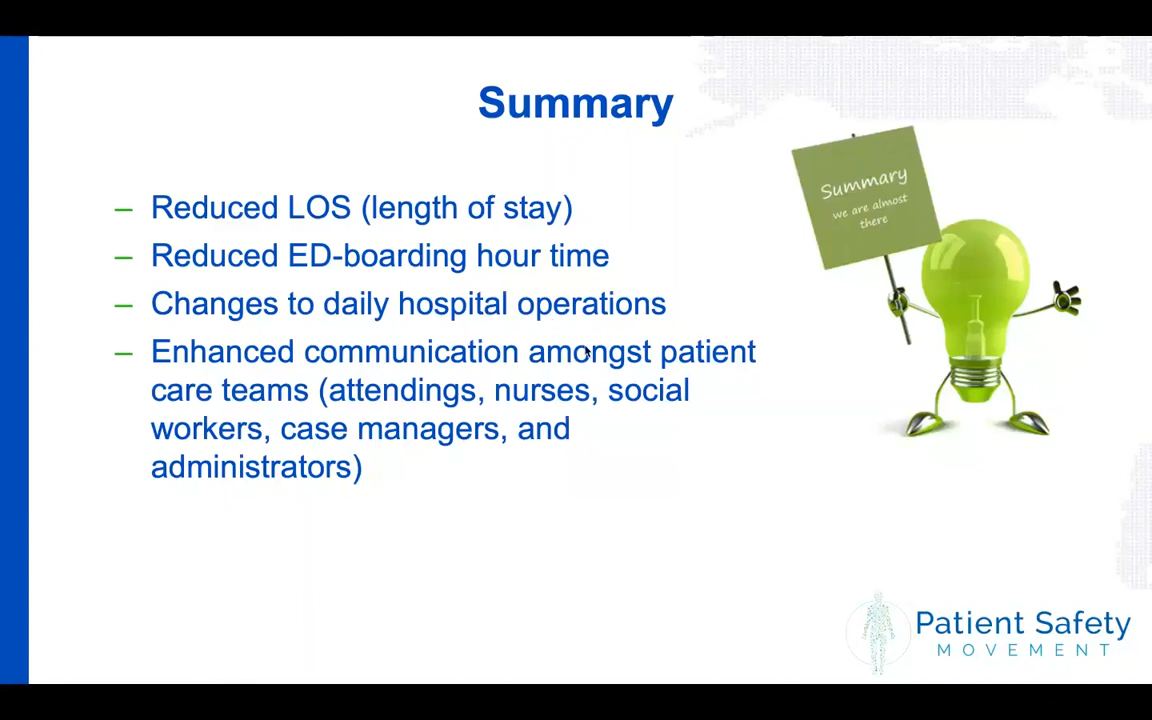 Summary
– Reduced LOS (length of stay)
– Reduced ED-boarding hour time
– Changes to daily hospital operations
– Enhanced communication amongst patient
care teams (attendings, nurses, social
workers, case managers, and
administrators)
Summary
we are almost
there
Patient Safety
MOVEMENT